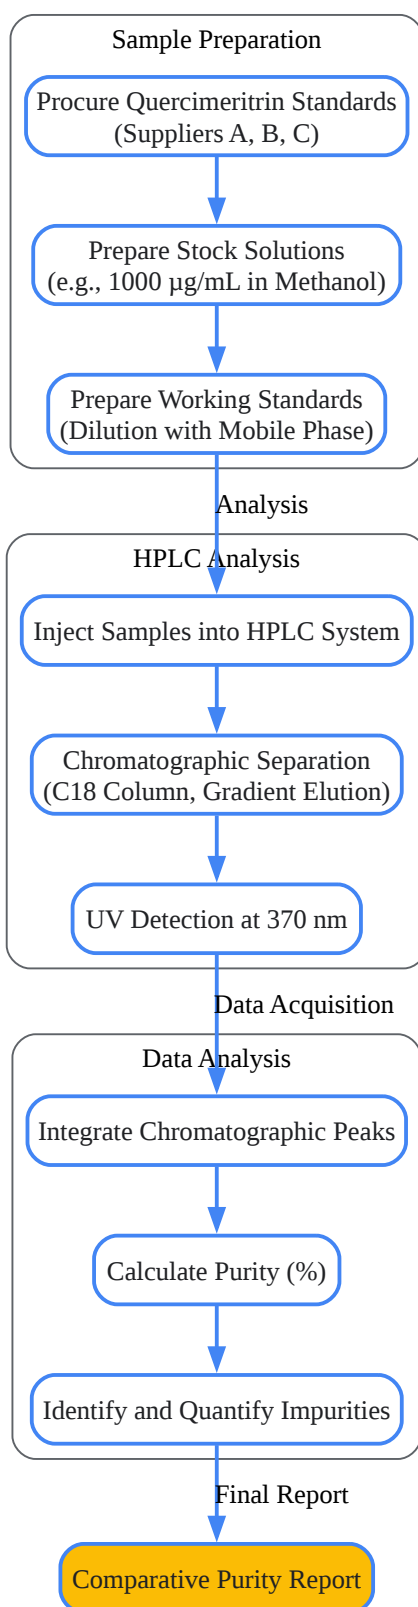 Sample Preparation
Procure Quercimeritrin Standards
(Suppliers A, B, C)
Prepare Stock Solutions
(e.g., 1000 µg/mL in Methanol)
Prepare Working Standards
(Dilution with Mobile Phase)
Analysis
HPLC Analysis
Inject Samples into HPLC System
Chromatographic Separation
(C18 Column, Gradient Elution)
UV Detection at 370 nm
Data Acquisition
Data Analysis
Integrate Chromatographic Peaks
Calculate Purity (%)
Identify and Quantify Impurities
Final Report
Comparative Purity Report